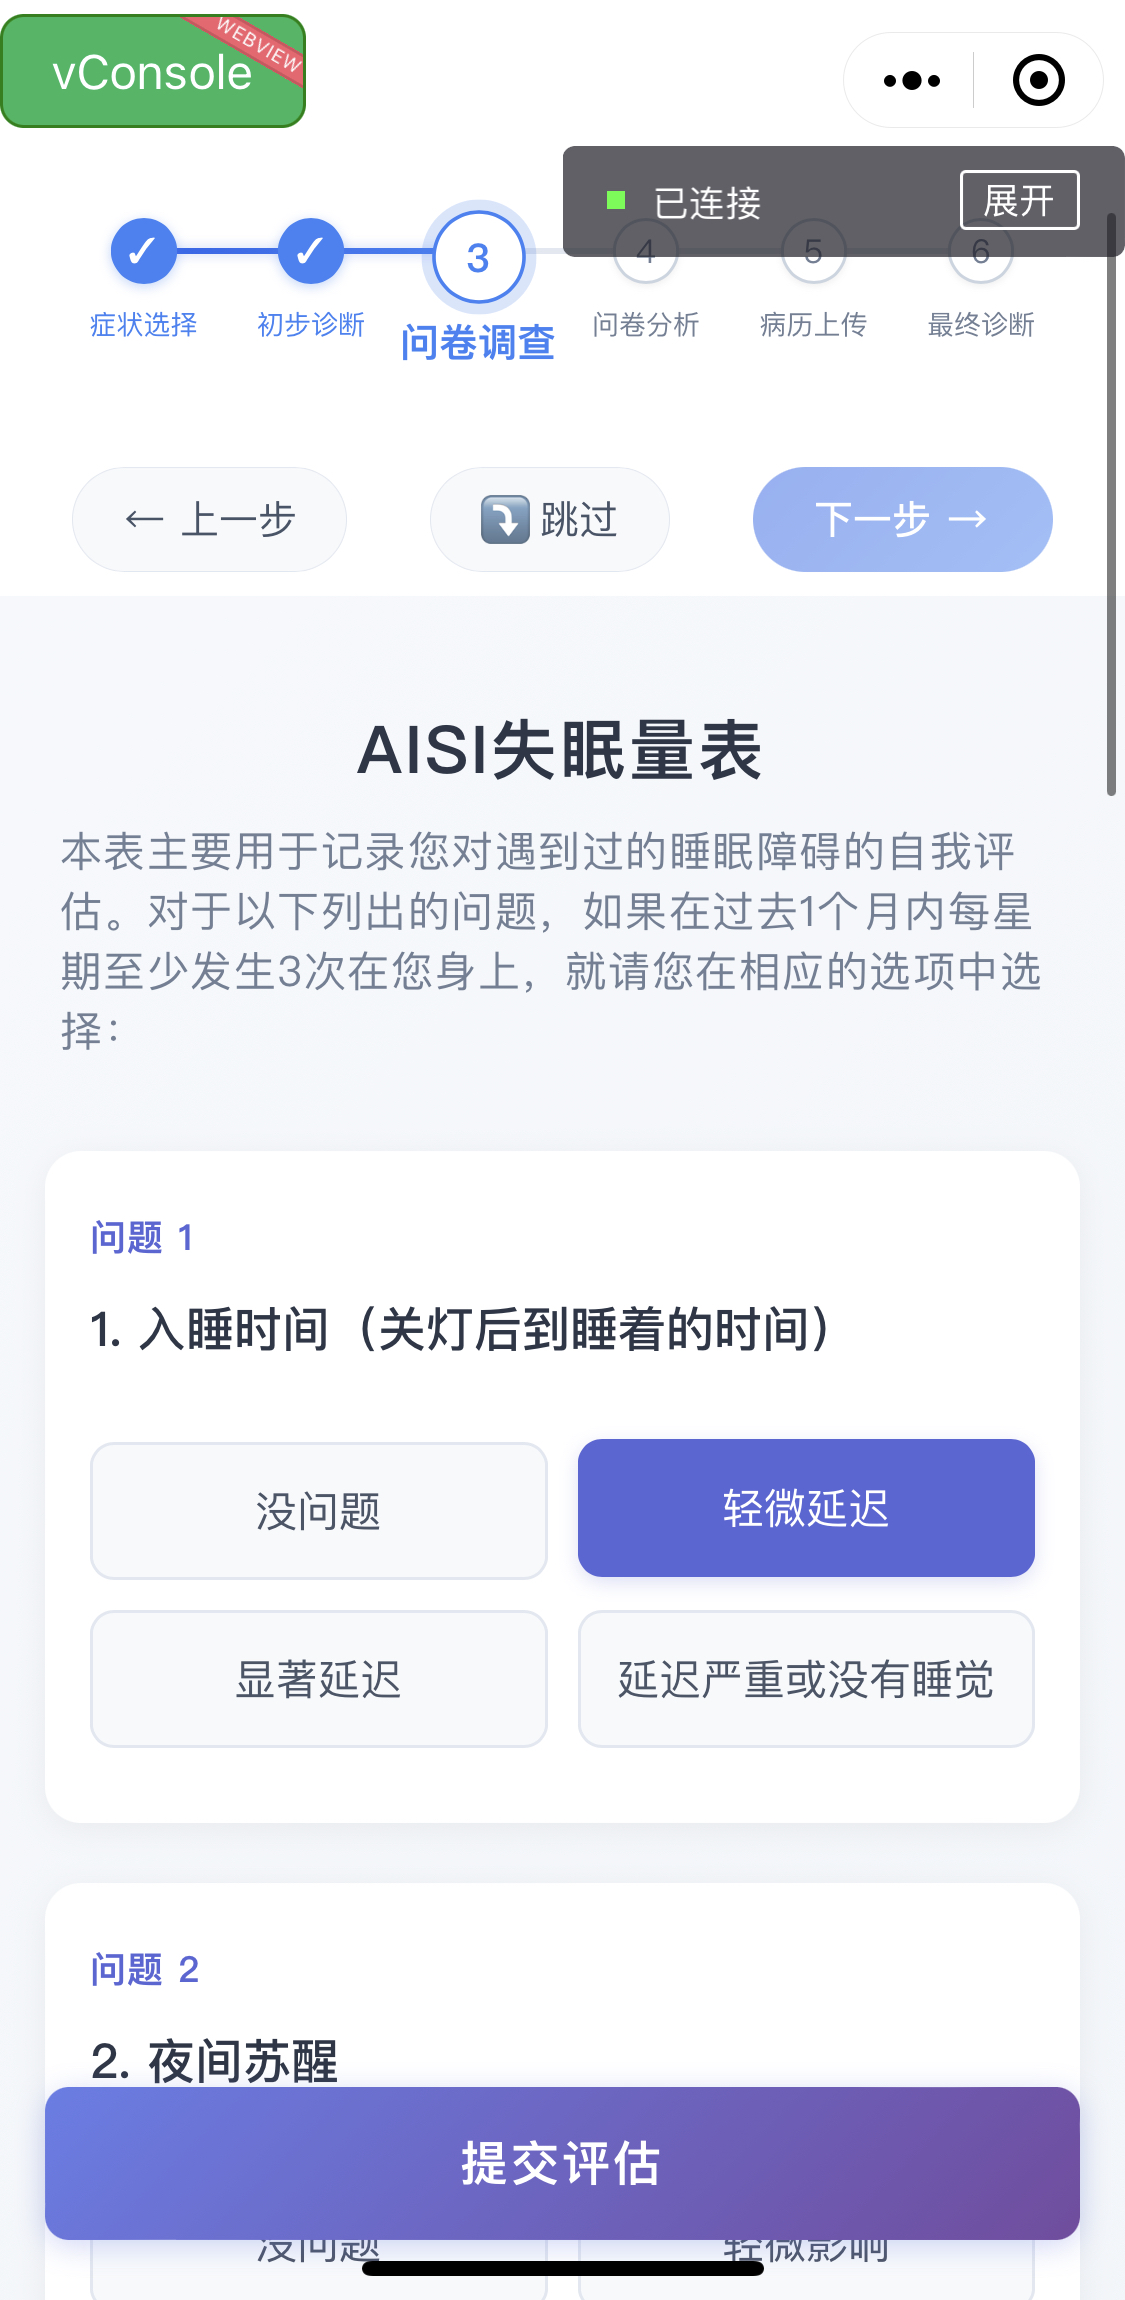 vConsole
WEBVIEW
已连接
展开
✓
✓
3
4
5
6
症状选择
初步诊断
问卷调查
问卷分析
病历上传
最终诊断
← 上一步
⤵️ 跳过
下一步 →
AISI失眠量表
本表主要用于记录您对遇到过的睡眠障碍的自我评
估。对于以下列出的问题，如果在过去1个月内每星
期至少发生3次在您身上，就请您在相应的选项中选
择：
问题 1
1. 入睡时间（关灯后到睡着的时间）
没问题
轻微延迟
显著延迟
延迟严重或没有睡觉
问题 2
2. 夜间苏醒
提交评估
没问题
轻微影响